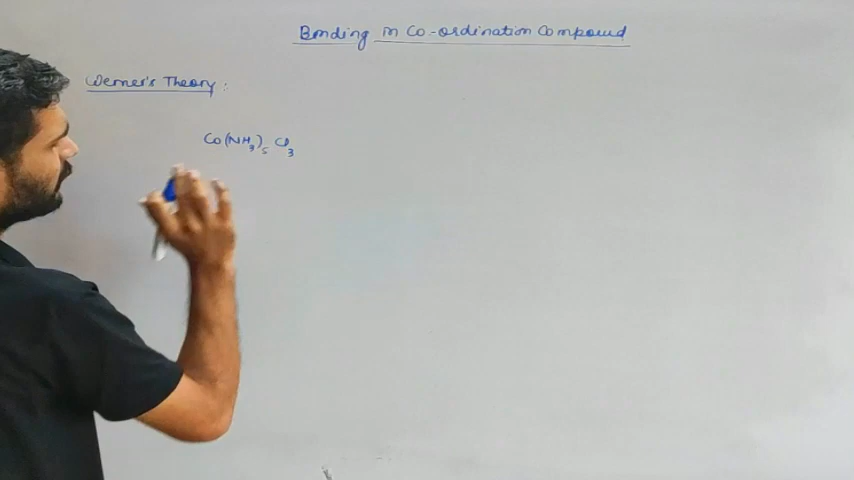 Bonding in Co-ordination Compound
Werner's Theory :
Co(NH₃)₅ Cl₃